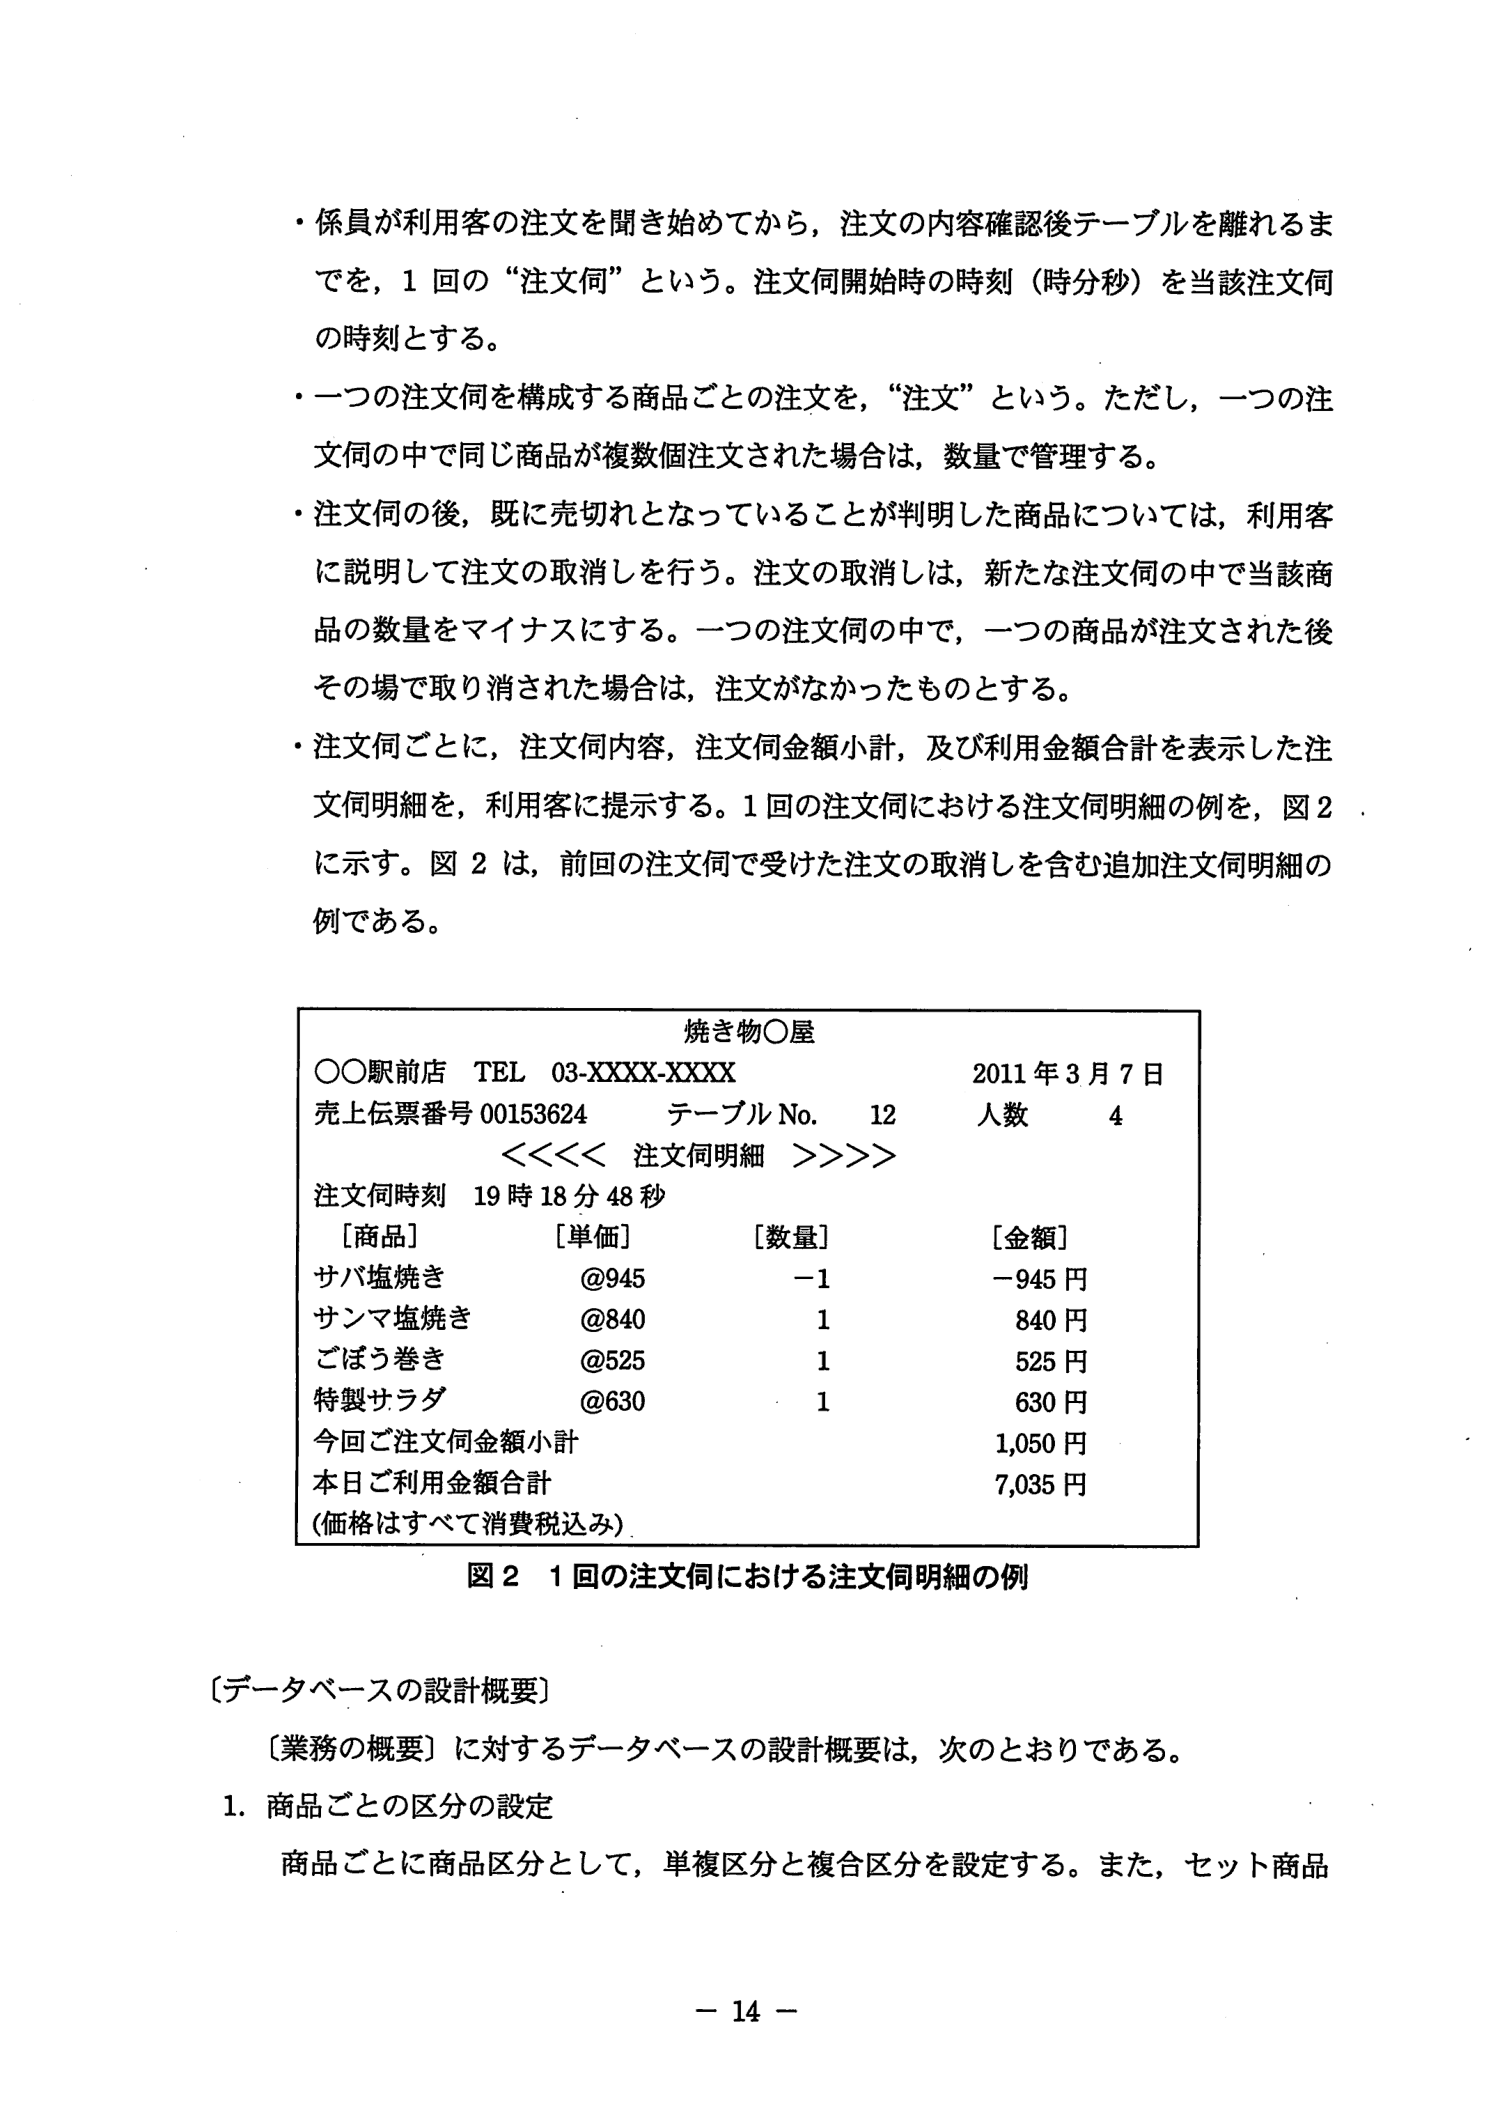 ・係員が利用客の注文を聞き始めてから，注文の内容確認後テーブルを離れるま
でを，1 回の“注文伺”という。注文伺開始時の時刻（時分秒）を当該注文伺
の時刻とする。
・一つの注文伺を構成する商品ごとの注文を，“注文”という。ただし，一つの注
文伺の中で同じ商品が複数個注文された場合は，数量で管理する。
・注文伺の後，既に売切れとなっていることが判明した商品については，利用客
に説明して注文の取消しを行う。注文の取消しは，新たな注文伺の中で当該商
品の数量をマイナスにする。一つの注文伺の中で，一つの商品が注文された後
その場で取り消された場合は，注文がなかったものとする。
・注文伺ごとに，注文伺内容，注文伺金額小計，及び利用金額合計を表示した注
文伺明細を，利用客に提示する。1 回の注文伺における注文伺明細の例を，図 2
に示す。図 2 は，前回の注文伺で受けた注文の取消しを含む追加注文伺明細の
例である。
焼き物〇屋
〇〇駅前店 TEL 03-XXXX-XXXX 2011 年 3 月 7 日
売上伝票番号 00153624 テーブル No. 12 人数 4
＜＜＜＜ 注文伺明細 ＞＞＞＞
注文伺時刻 19 時 18 分 48 秒
［商品］ ［単価］ ［数量］ ［金額］
サバ塩焼き @945 －1 －945 円
サンマ塩焼き @840 1 840 円
ごぼう巻き @525 1 525 円
特製サラダ @630 1 630 円
今回ご注文伺金額小計 1,050 円
本日ご利用金額合計 7,035 円
(価格はすべて消費税込み)
図 2 1 回の注文伺における注文伺明細の例
〔データベースの設計概要〕
〔業務の概要〕に対するデータベースの設計概要は，次のとおりである。
1. 商品ごとの区分の設定
商品ごとに商品区分として，単複区分と複合区分を設定する。また，セット商品
－ 14 －